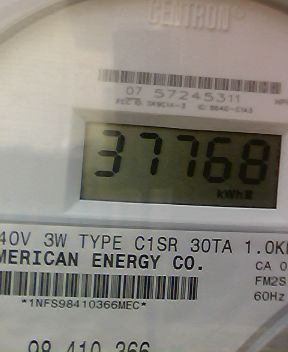 CENTRON®
07 57245311
37768
kWh
40V 3W TYPE C1SR 30TA 1.0K
MERICAN ENERGY CO.
CA 0
FM2S
60Hz
*1NFS98410366MEC*
98 410 366